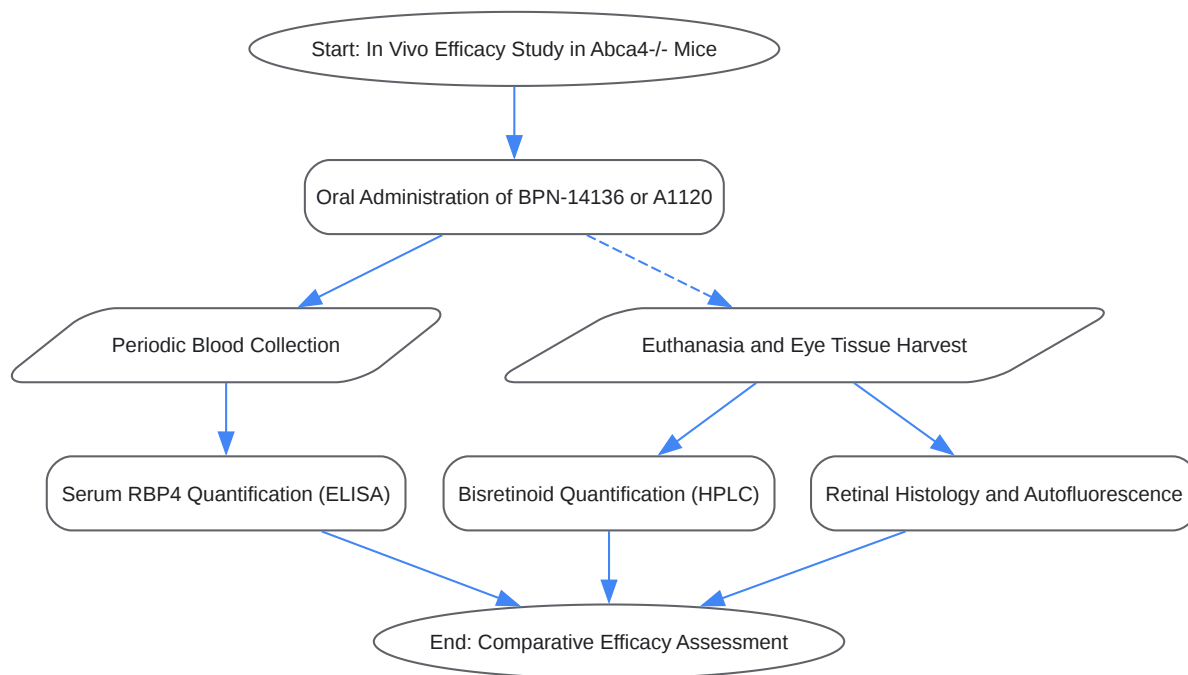 Start: In Vivo Efficacy Study in Abca4-/- Mice
Oral Administration of BPN-14136 or A1120
Periodic Blood Collection
Euthanasia and Eye Tissue Harvest
Serum RBP4 Quantification (ELISA)
Bisretinoid Quantification (HPLC)
Retinal Histology and Autofluorescence
End: Comparative Efficacy Assessment